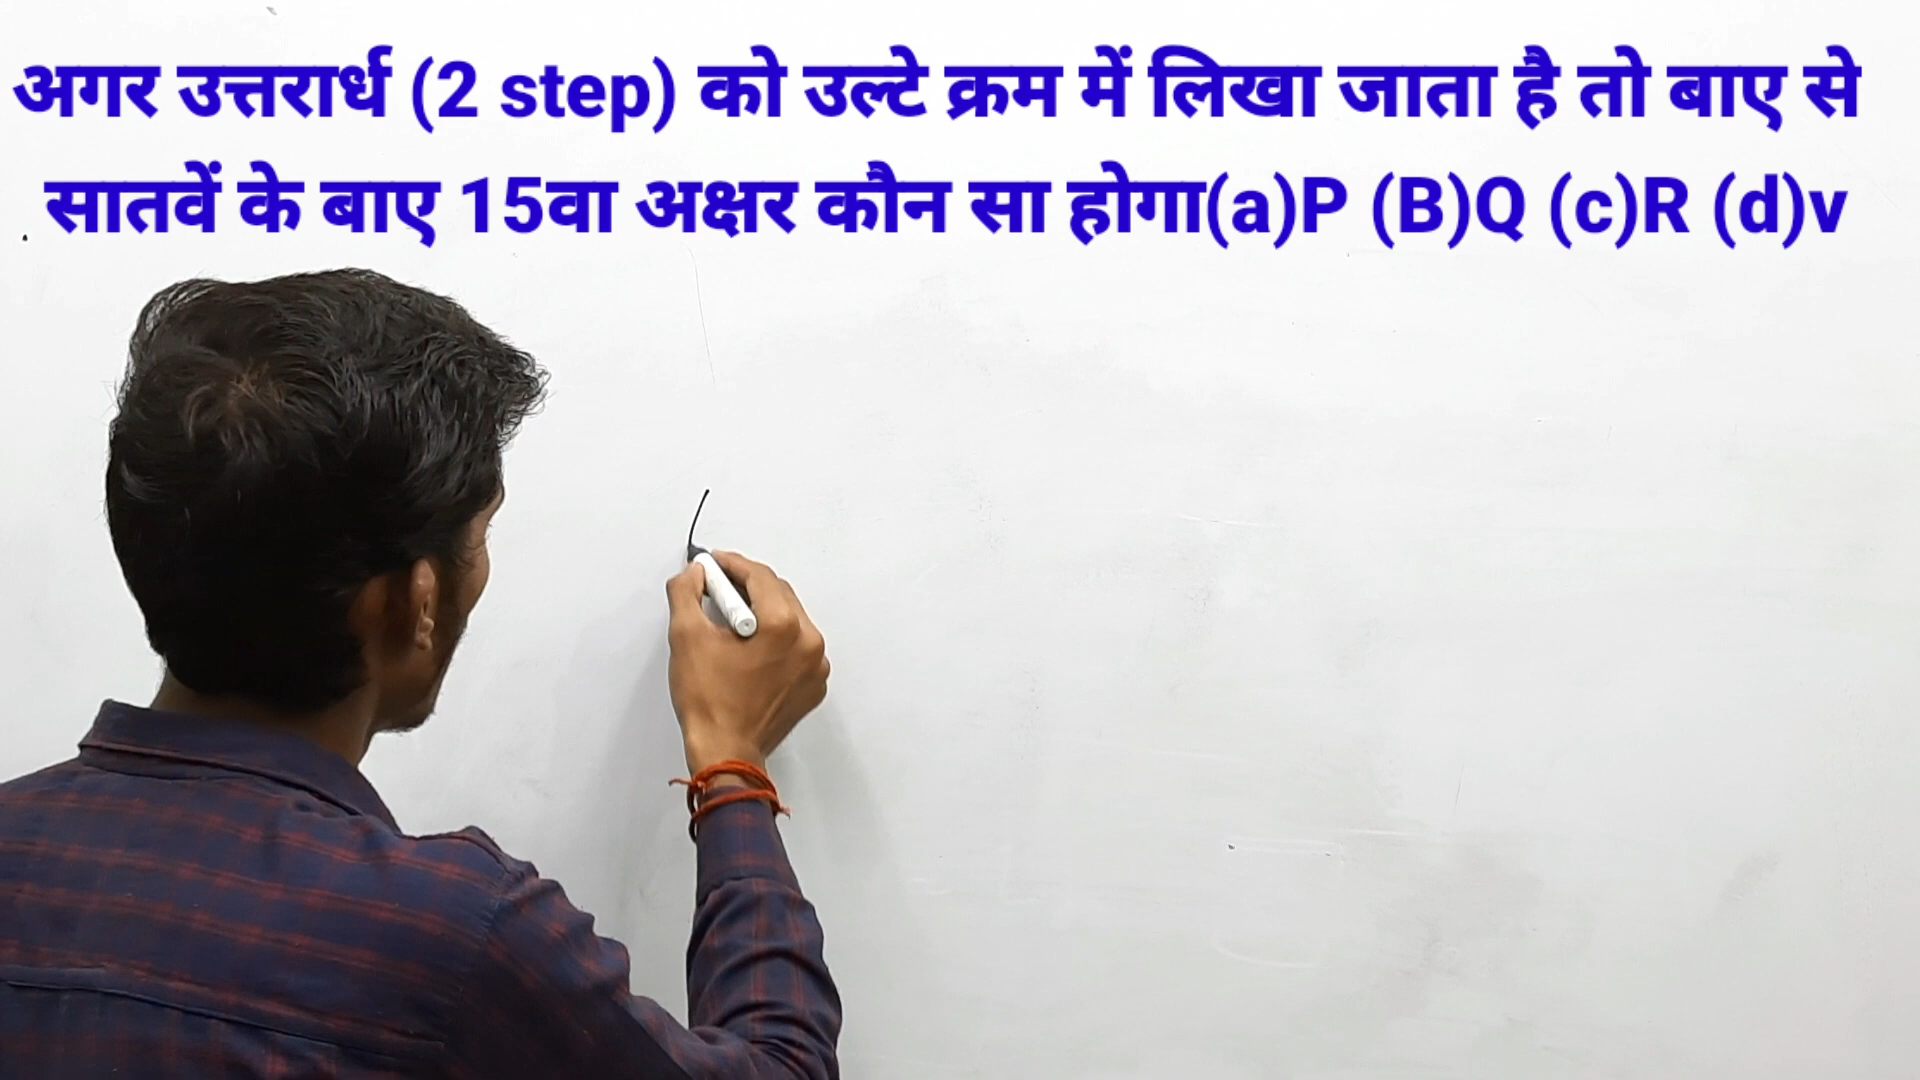 अगर उत्तरार्ध (2 step) को उल्टे क्रम में लिखा जाता है तो बाए से
सातवें के बाए 15वा अक्षर कौन सा होगा(a)P (B)Q (c)R (d)v